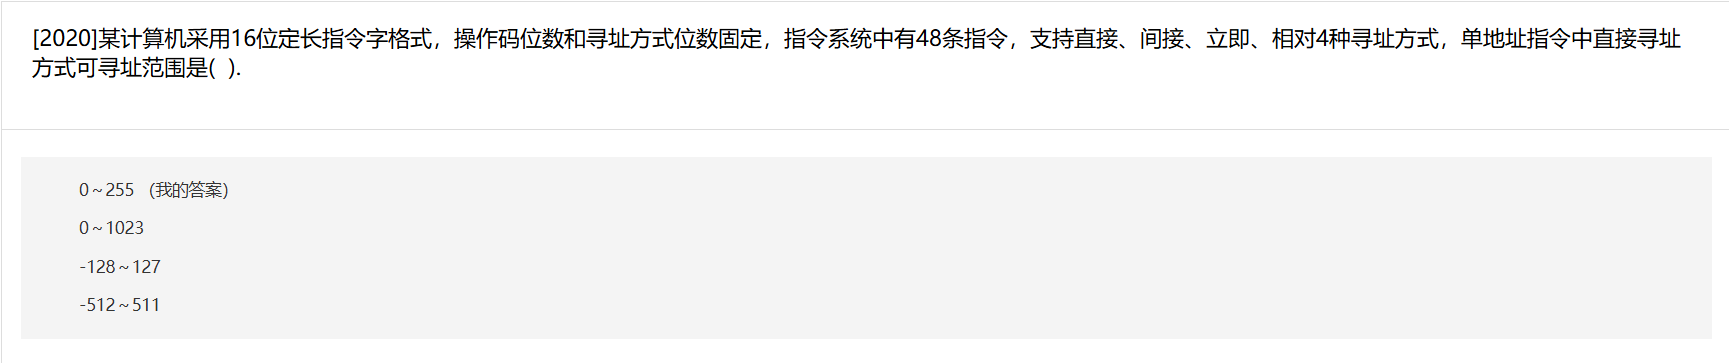 [2020]某计算机采用16位定长指令字格式，操作码位数和寻址方式位数固定，指令系统中有48条指令，支持直接、间接、立即、相对4种寻址方式，单地址指令中直接寻址
方式可寻址范围是(  ).
0～255 （我的答案）
0～1023
-128～127
-512～511